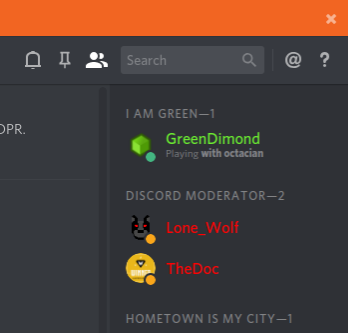 Search
@ ?
DPR.
I AM GREEN—1
GreenDimond
Playing with octacian
DISCORD MODERATOR—2
Lone_Wolf
TheDoc
HOMETOWN IS MY CITY—1